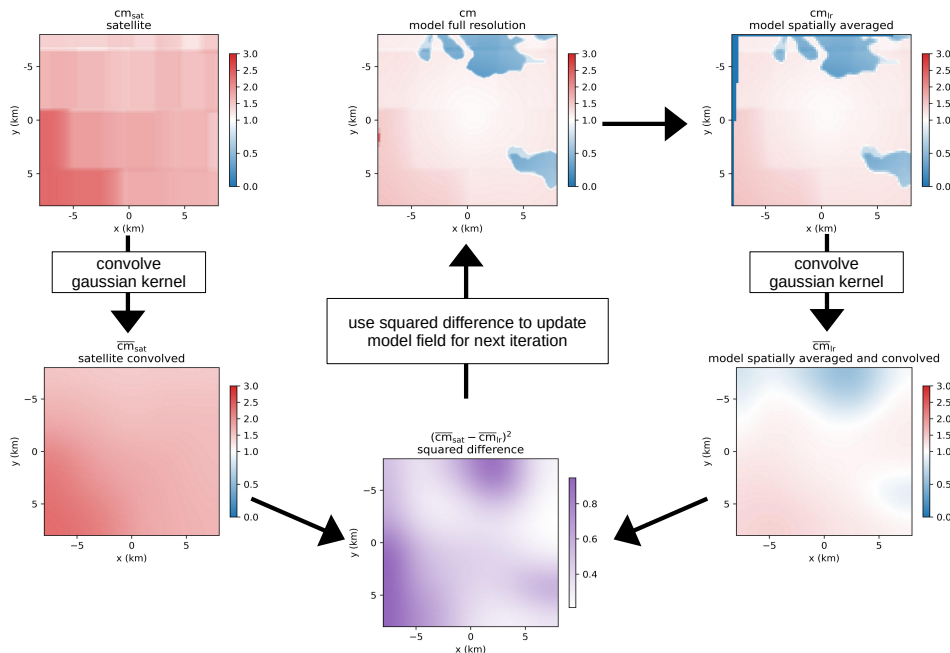 cm_sat
satellite
-5
0
5
y (km)
-5 0 5
x (km)
3.0
2.5
2.0
1.5
1.0
0.5
0.0
cm
model full resolution
-5
0
5
y (km)
-5 0 5
x (km)
3.0
2.5
2.0
1.5
1.0
0.5
0.0
cm_lr
model spatially averaged
-5
0
5
y (km)
-5 0 5
x (km)
3.0
2.5
2.0
1.5
1.0
0.5
0.0
convolve
gaussian kernel
use squared difference to update
model field for next iteration
convolve
gaussian kernel
c̅m̅_sat
satellite convolved
−5
0
5
y (km)
−5 0 5
x (km)
3.0
2.5
2.0
1.5
1.0
0.5
0.0
(c̅m̅_sat − c̅m̅_lr)²
squared difference
−5
0
5
y (km)
−5 0 5
x (km)
0.8
0.6
0.4
c̅m̅_lr
model spatially averaged and convolved
−5
0
5
y (km)
−5 0 5
x (km)
3.0
2.5
2.0
1.5
1.0
0.5
0.0